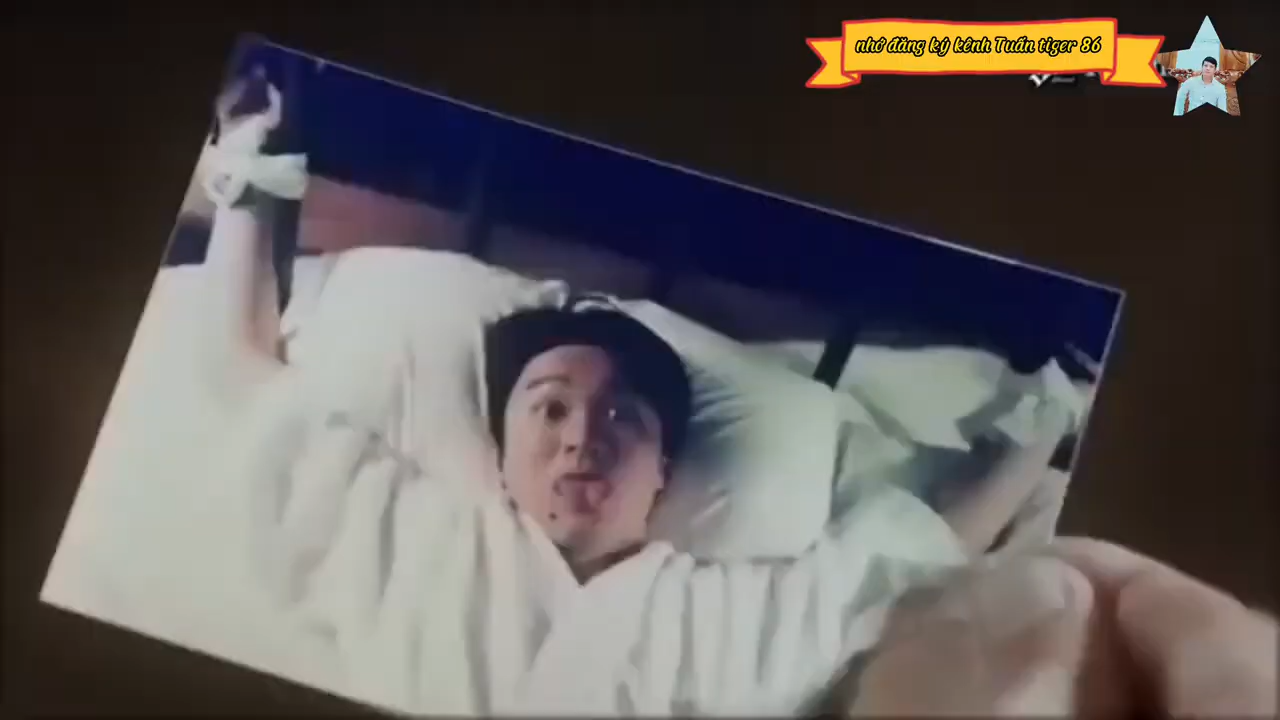 nhớ đăng ký kênh Tuấn tiger 86